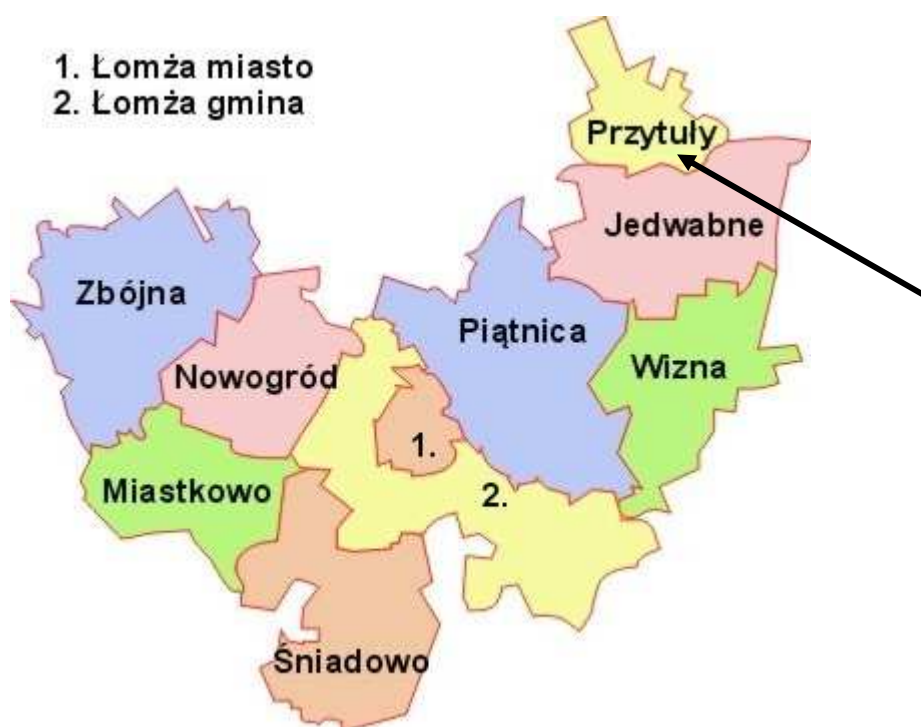 1. Łomża miasto
2. Łomża gmina
Przytuły
Jedwabne
Zbójna
Piątnica
Wizna
Nowogród
1.
Miastkowo
2.
Śniadowo